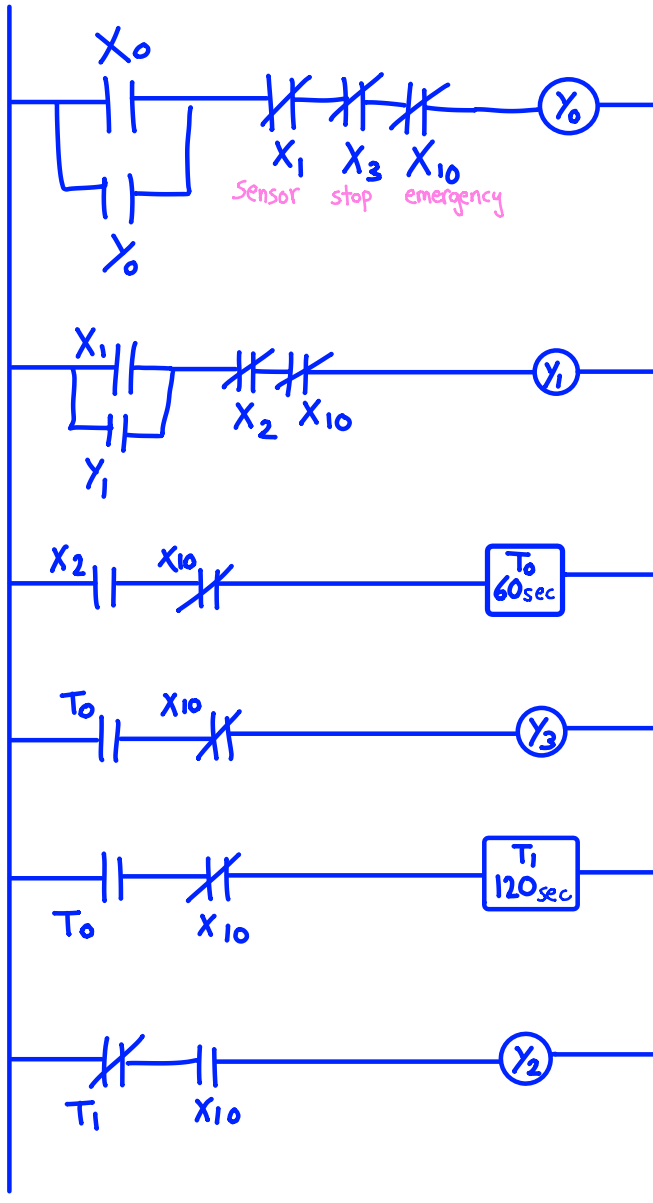 X0
Y0
X1 X3 X10
Sensor stop emergency
Y0
X1
Y1
X2 X10
Y1
X2 X10
T0
60sec
T0 X10
Y3
T1
120sec
T0 X10
Y2
T1 X10